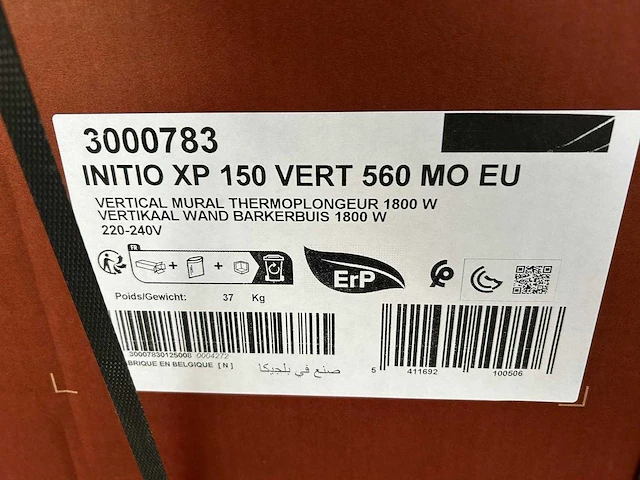 3000783
INITIO XP 150 VERT 560 MO EU
VERTICAL MURAL THERMOPLONGEUR 1800 W
VERTIKAAL WAND BARKERBUIS 1800 W
220-240V
FR
+ +
ErP
Poids/Gewicht: 37 Kg
30007830125008 0004272
BRIQUE EN BELGIQUE [N] صنع في بلجيكا
5 411692 100506